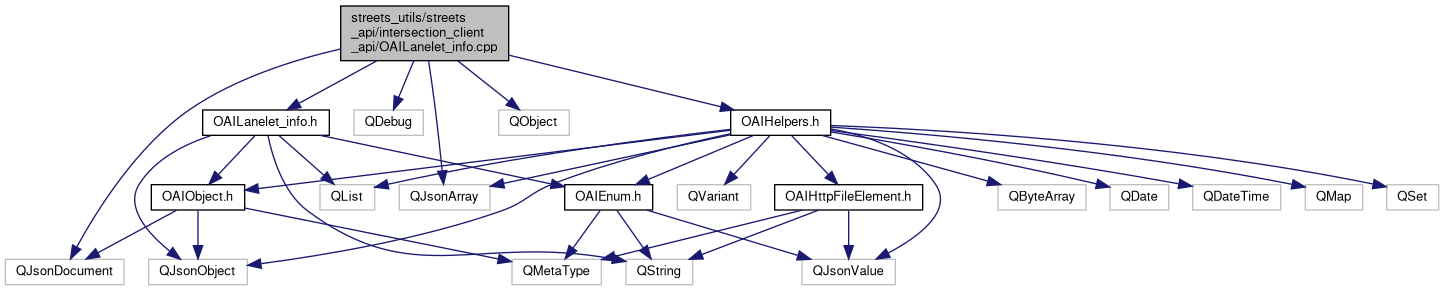 streets_utils/streets
_api/intersection_client
_api/OAILanelet_info.cpp
OAILanelet_info.h
QDebug
QObject
OAIHelpers.h
OAIObject.h
QList
QJsonArray
OAIEnum.h
QVariant
OAIHttpFileElement.h
QByteArray
QDate
QDateTime
QMap
QSet
QJsonDocument
QJsonObject
QMetaType
QString
QJsonValue